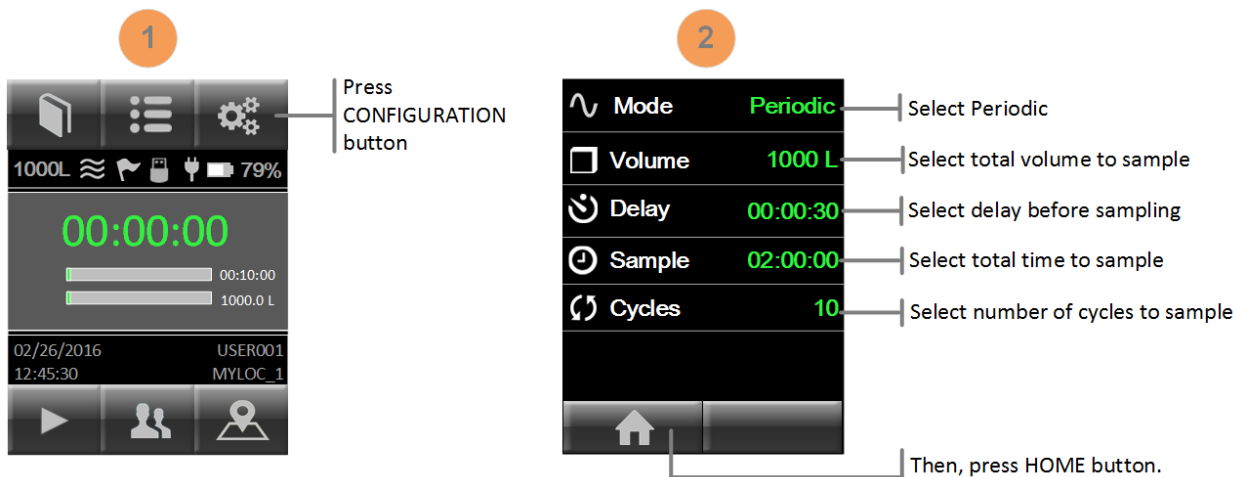 1
Press
CONFIGURATION
button
1000L 79%
00:00:00
00:10:00
1000.0 L
02/26/2016 USER001
12:45:30 MYLOC_1
2
Mode Periodic Select Periodic
Volume 1000 L Select total volume to sample
Delay 00:00:30 Select delay before sampling
Sample 02:00:00 Select total time to sample
Cycles 10 Select number of cycles to sample
Then, press HOME button.